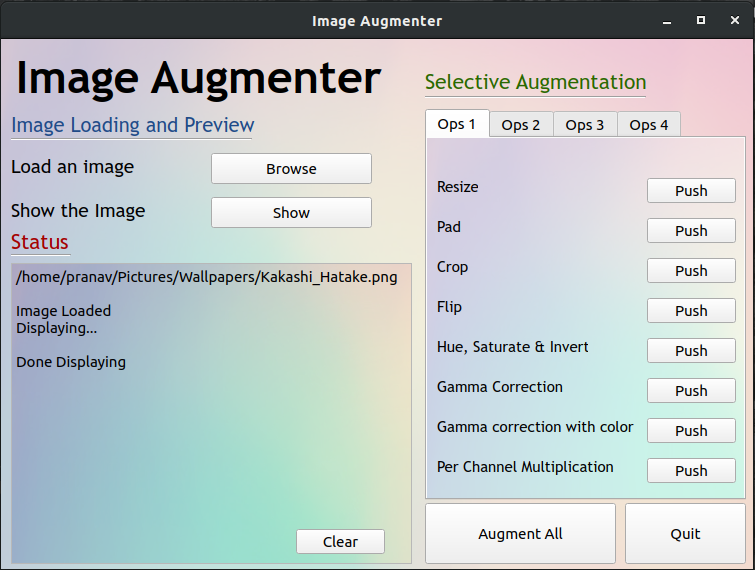 Image Augmenter
Image Augmenter
Image Loading and Preview
Load an image
Browse
Show the Image
Show
Status
/home/pranav/Pictures/Wallpapers/Kakashi_Hatake.png
Image Loaded
Displaying...
Done Displaying
Clear
Selective Augmentation
Ops 1 Ops 2 Ops 3 Ops 4
Resize Push
Pad Push
Crop Push
Flip Push
Hue, Saturate & Invert Push
Gamma Correction Push
Gamma correction with color Push
Per Channel Multiplication Push
Augment All Quit